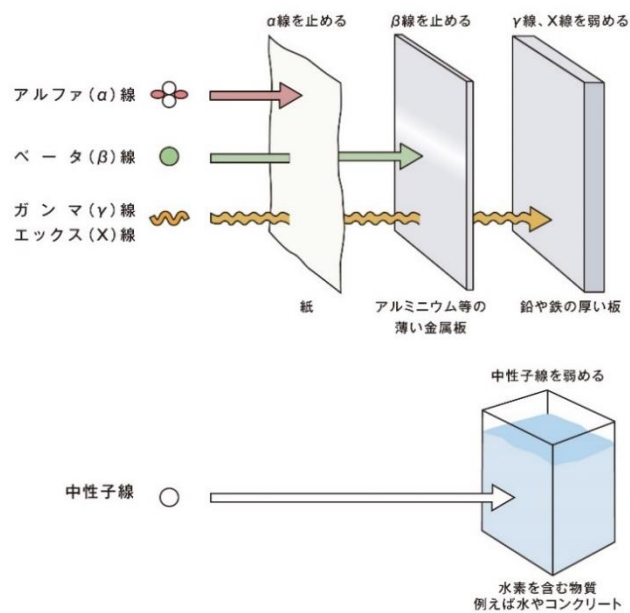 α線を止める
β線を止める
γ線、X線を弱める
アルファ(α)線
ベータ(β)線
ガンマ(γ)線
エックス(X)線
紙
アルミニウム等の
薄い金属板
鉛や鉄の厚い板
中性子線を弱める
中性子線
水素を含む物質
例えば水やコンクリート